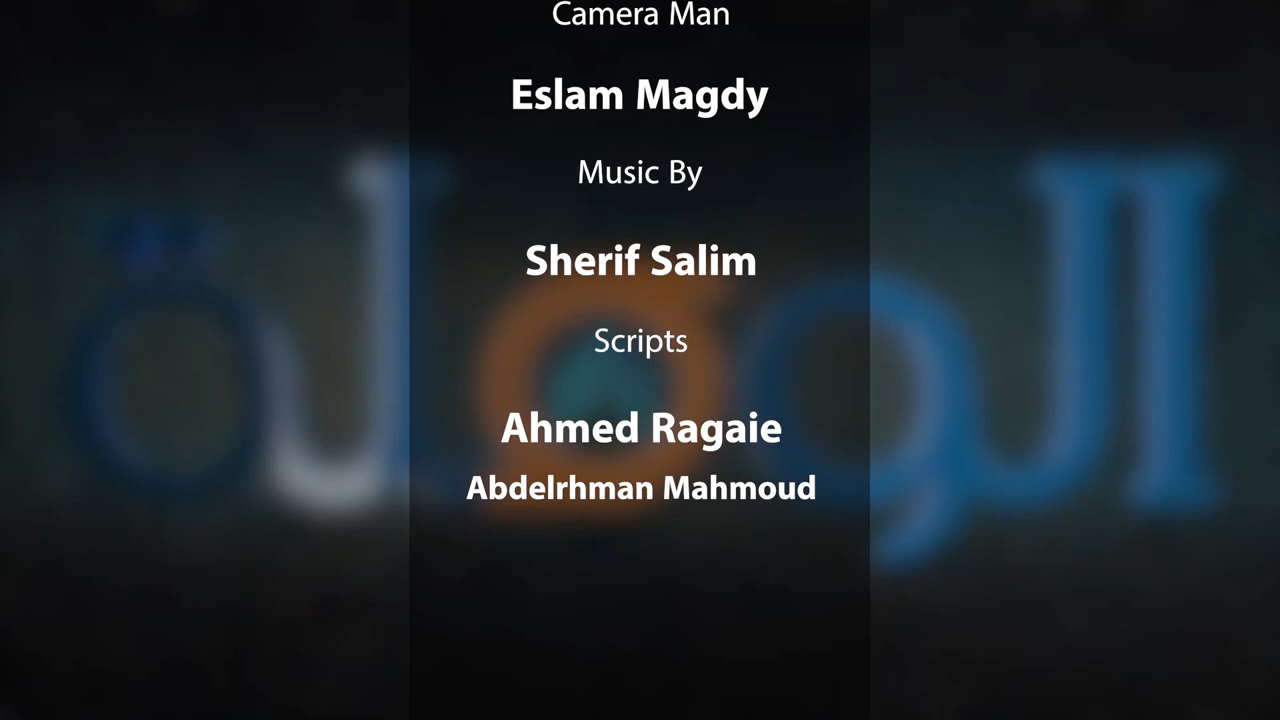 Camera Man
Eslam Magdy
Music By
Sherif Salim
Scripts
Ahmed Ragaie
Abdelrhman Mahmoud